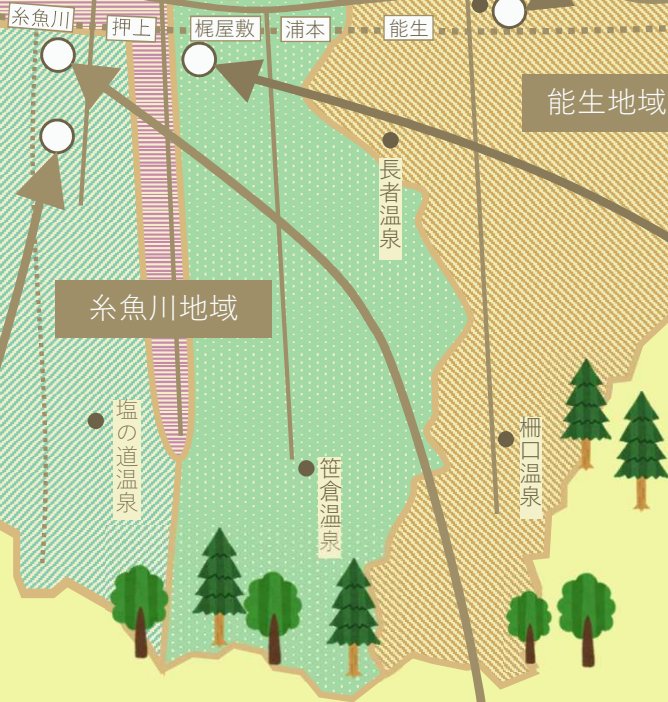 糸魚川
押上
梶屋敷
浦本
能生
能生地域
長者温泉
糸魚川地域
塩の道温泉
笹倉温泉
柵口温泉